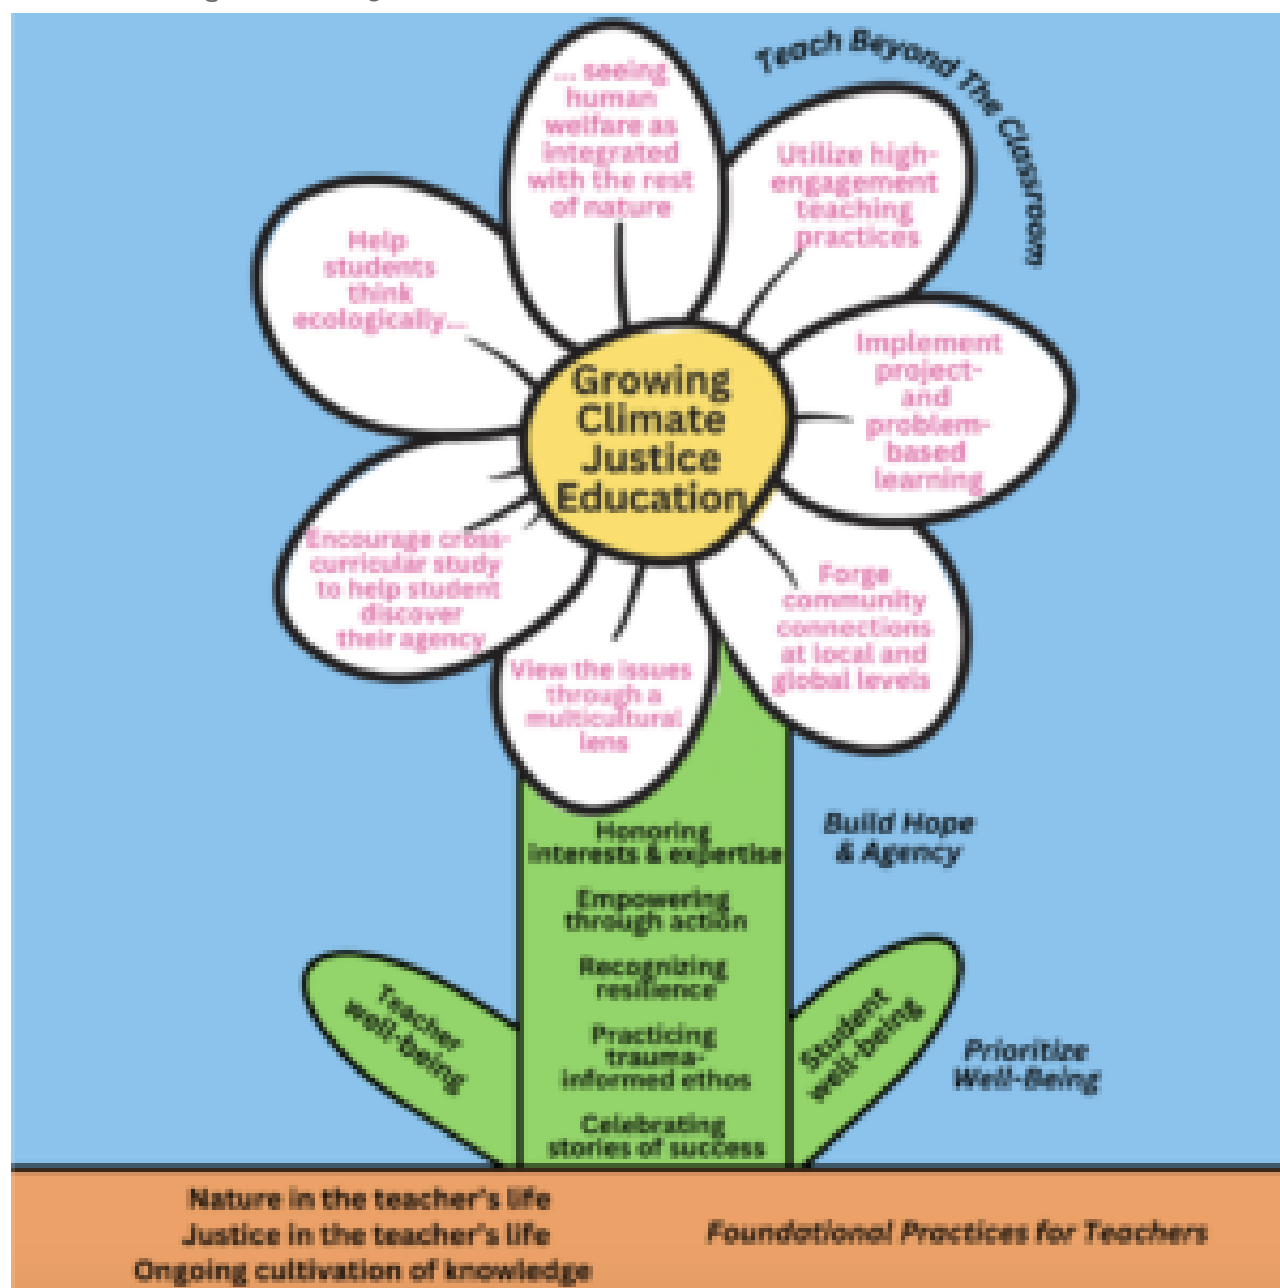 Teach Beyond The Classroom
... seeing
human
welfare as
integrated
with the rest
of nature
Utilize high-
engagement
teaching
practices
Help
students
think
ecologically...
Implement
project-
and
problem-
based
learning
Growing
Climate
Justice
Education
Encourage cross-
curricular study
to help student
discover
their agency
Forge
community
connections
at local and
global levels
View the issues
through a
multicultural
lens
Honoring
interests & expertise
Empowering
through action
Recognizing
resilience
Practicing
trauma-
informed ethos
Celebrating
stories of success
Build Hope
& Agency
Teacher
well-being
Student
well-being
Prioritize
Well-Being
Nature in the teacher's life
Justice in the teacher's life
Ongoing cultivation of knowledge
Foundational Practices for Teachers